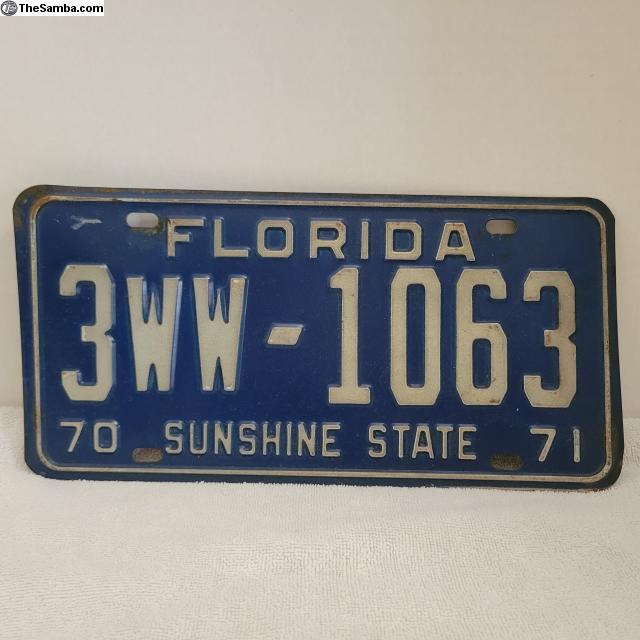 TheSamba.com
FLORIDA
3WW-1063
70 SUNSHINE STATE 71